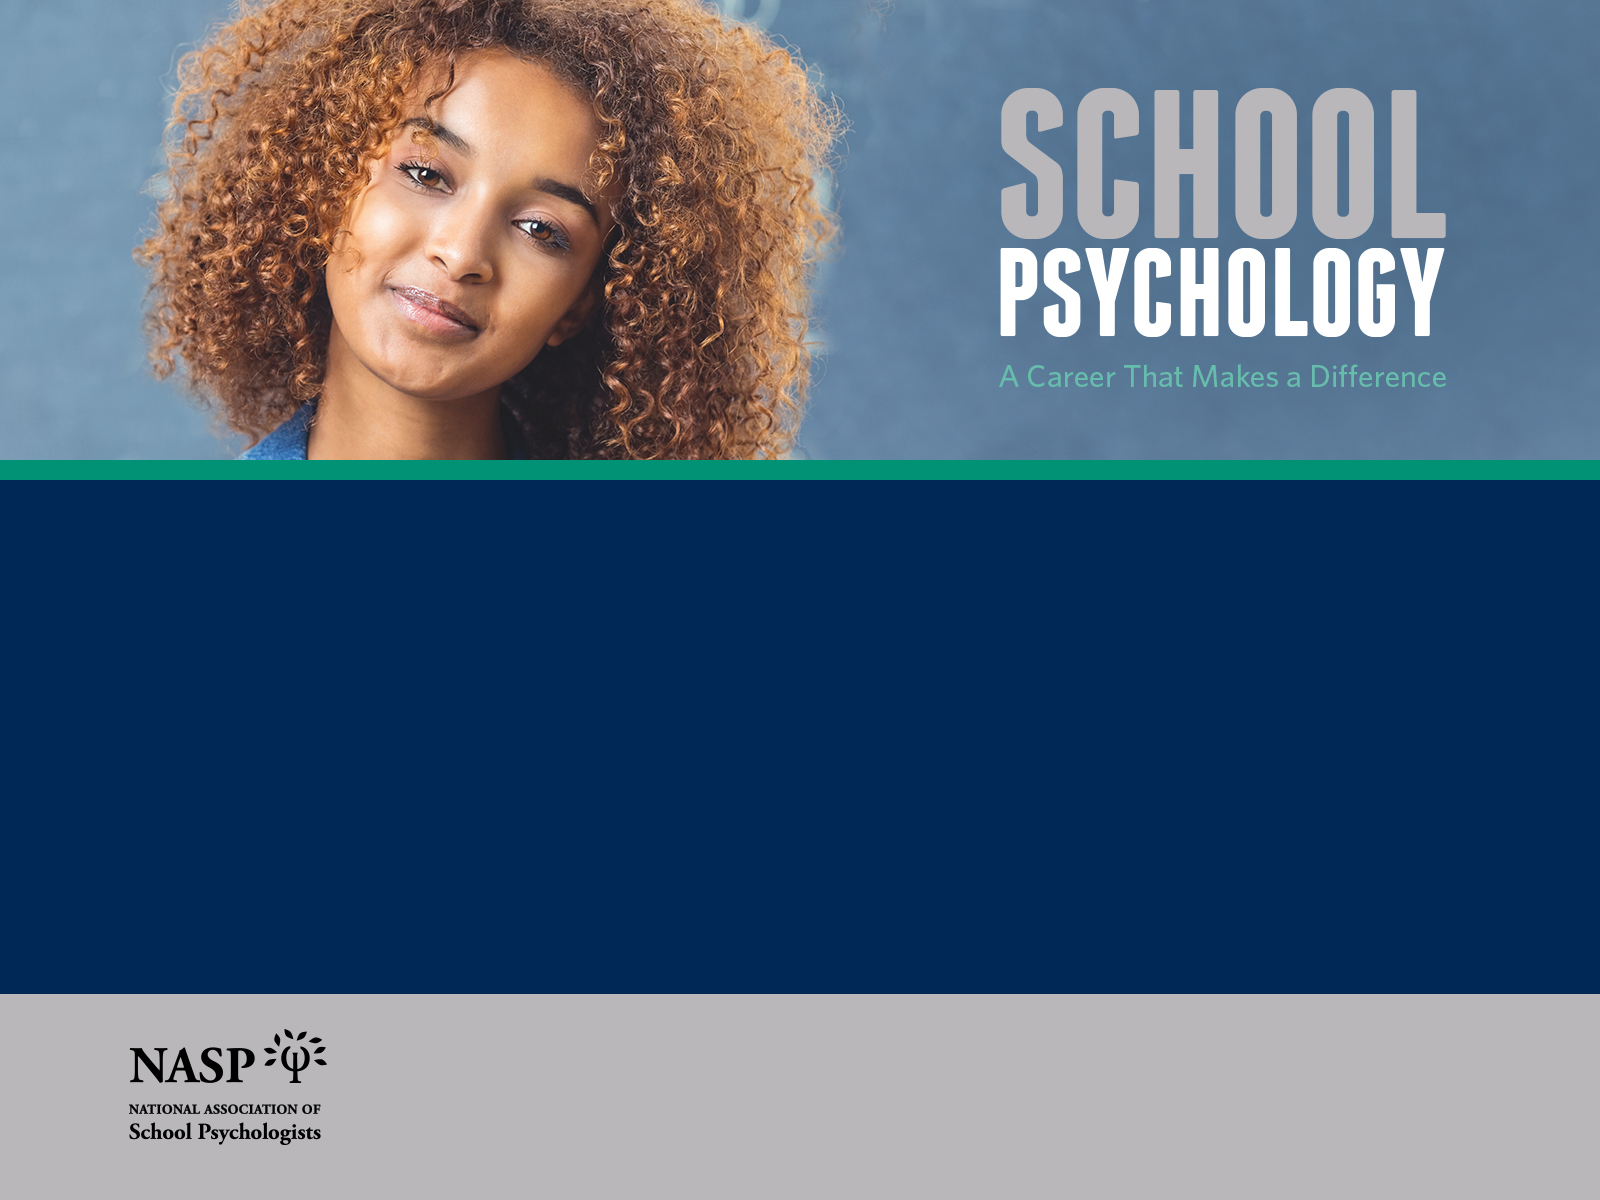 SCHOOL
PSYCHOLOGY
A Career That Makes a Difference
NASP
NATIONAL ASSOCIATION OF
School Psychologists